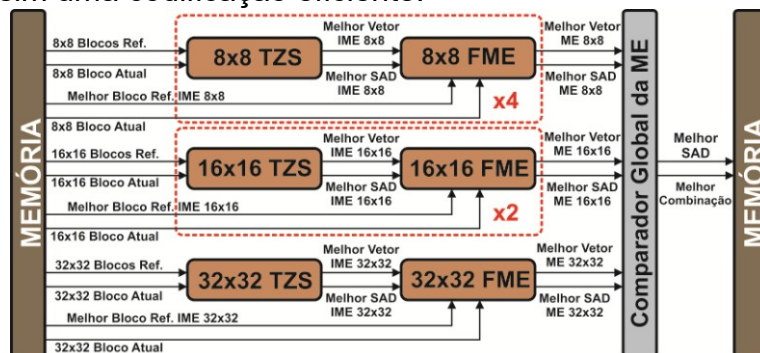 sim uma codificação eficiente.
MEMÓRIA
8x8 Blocos Ref.
8x8 Bloco Atual
Melhor Bloco Ref. IME 8x8
8x8 Bloco Atual
8x8 TZS
Melhor Vetor
IME 8x8
Melhor SAD
IME 8x8
8x8 FME
x4
Melhor Vetor
ME 8x8
Melhor SAD
ME 8x8
16x16 Blocos Ref.
16x16 Bloco Atual
Melhor Bloco Ref. IME 16x16
16x16 Bloco Atual
16x16 TZS
Melhor Vetor
IME 16x16
Melhor SAD
IME 16x16
16x16 FME
x2
Melhor Vetor
ME 16x16
Melhor SAD
ME 16x16
32x32 Blocos Ref.
32x32 Bloco Atual
Melhor Bloco Ref. IME 32x32
32x32 Bloco Atual
32x32 TZS
Melhor Vetor
IME 32x32
Melhor SAD
IME 32x32
32x32 FME
Melhor Vetor
ME 32x32
Melhor SAD
ME 32x32
Comparador Global da ME
Melhor
SAD
Melhor
Combinação
MEMÓRIA